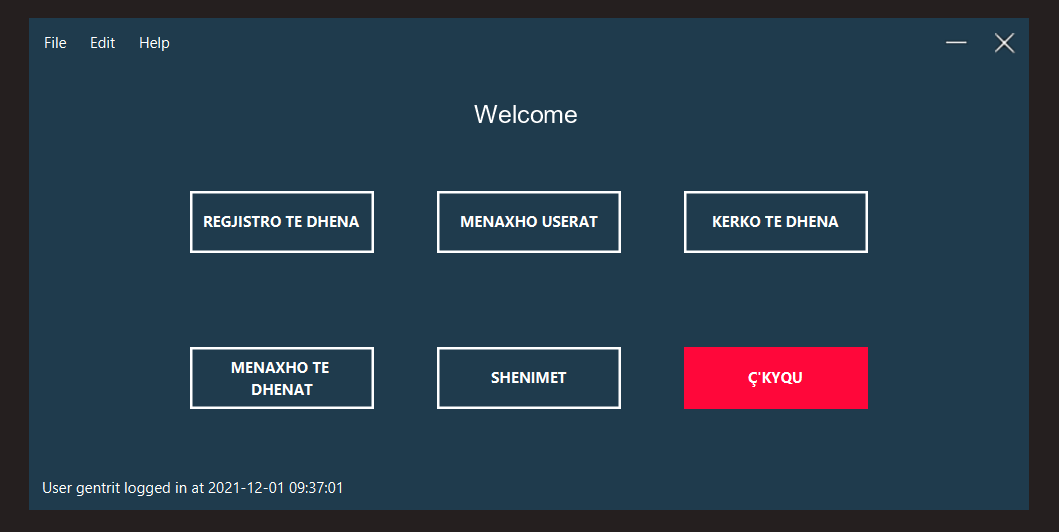 File Edit Help
Welcome
REGJISTRO TE DHENA
MENAXHO USERAT
KERKO TE DHENA
MENAXHO TE
DHENAT
SHENIMET
Ç'KYQU
User gentrit logged in at 2021-12-01 09:37:01